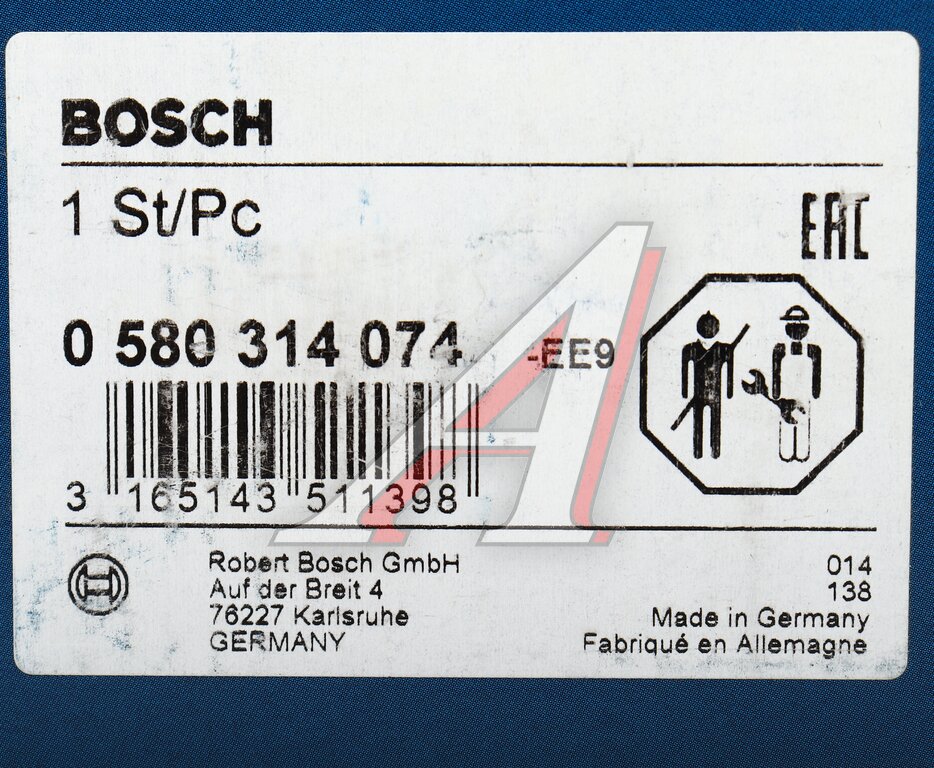 BOSCH
1 St/Pc
EAC
0 580 314 074 -EE9
3 165143 511398
Robert Bosch GmbH
Auf der Breit 4
76227 Karlsruhe
GERMANY
014
138
Made in Germany
Fabriqué en Allemagne
A